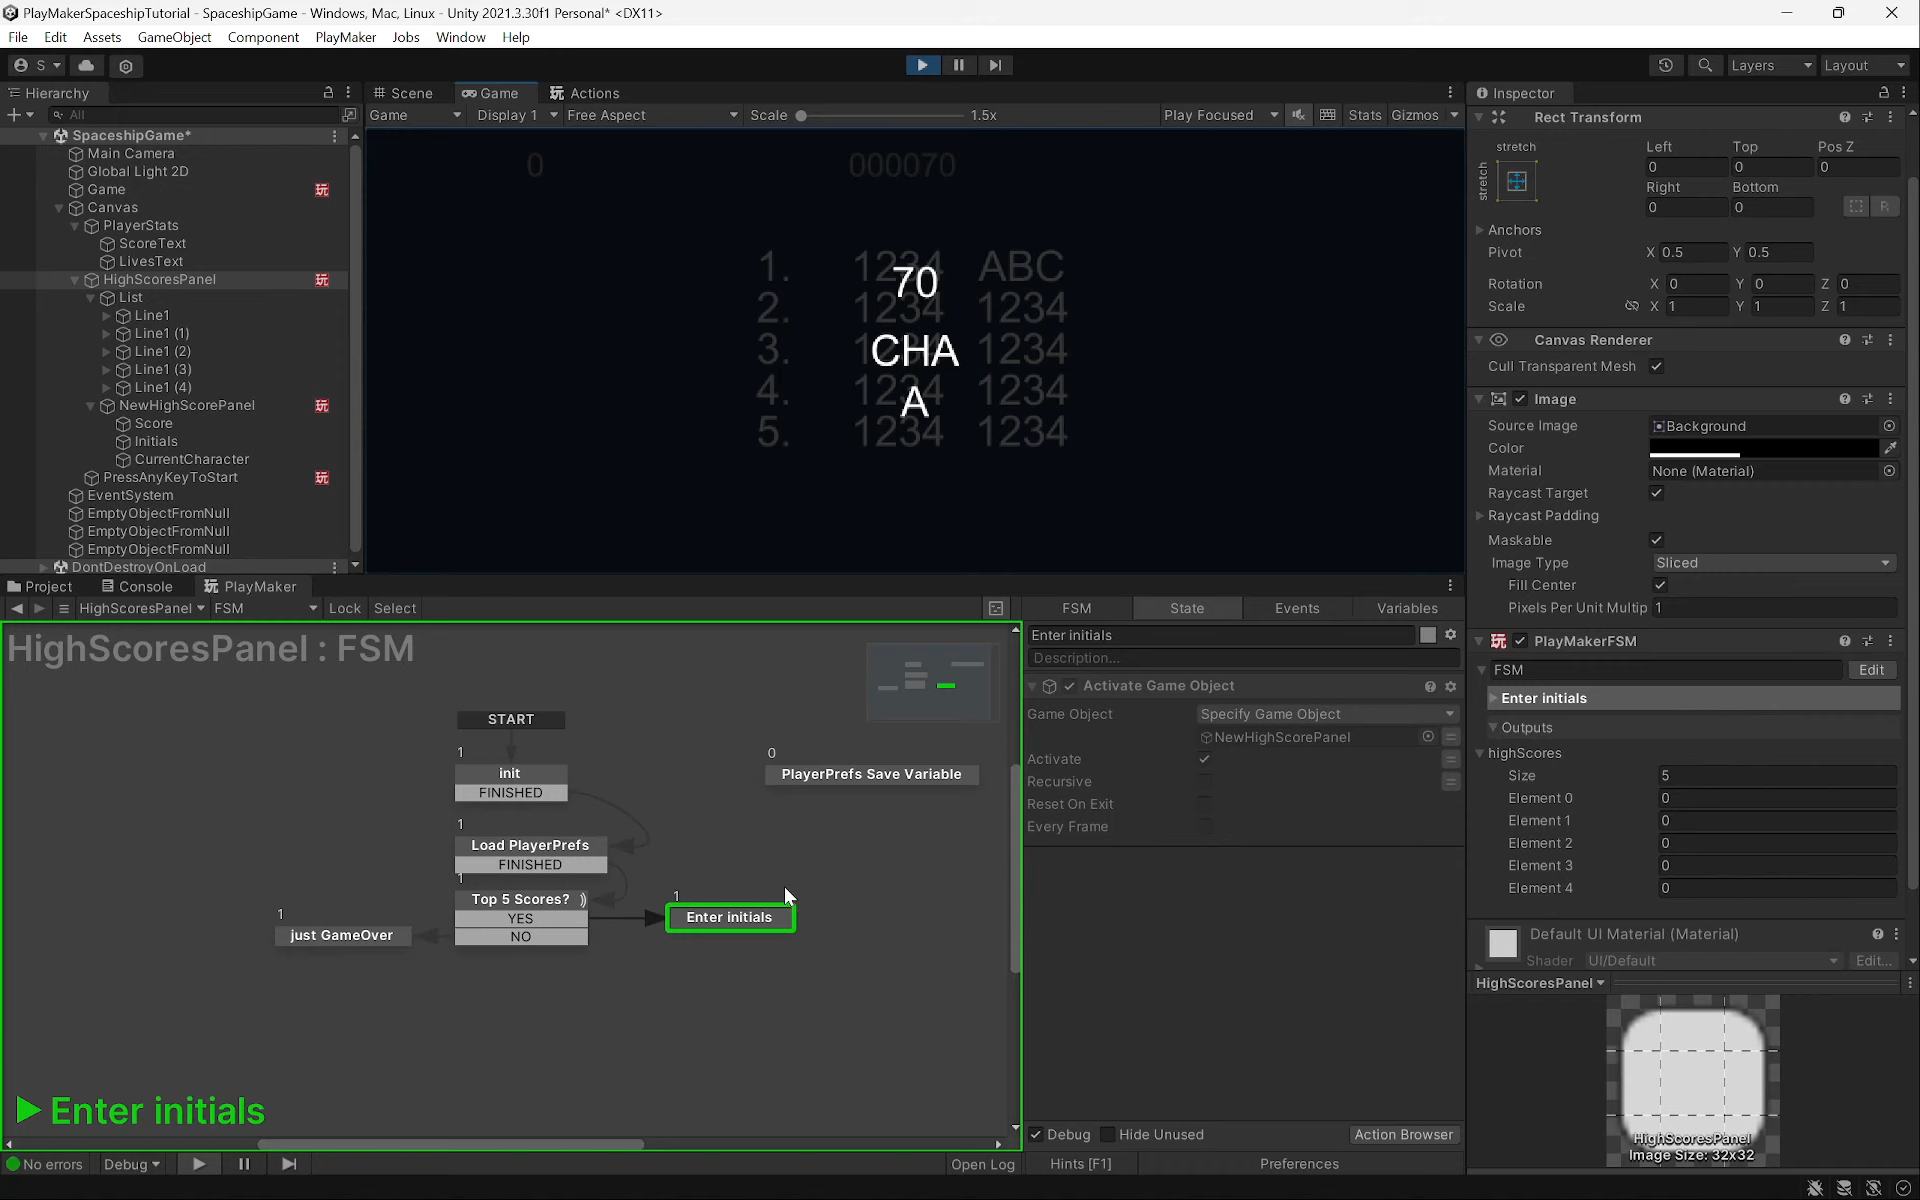 PlayMakerSpaceshipTutorial - SpaceshipGame - Windows, Mac, Linux - Unity 2021.3.30f1 Personal* <DX11>
File Edit Assets GameObject Component PlayMaker Jobs Window Help
S Layers Layout
Hierarchy
All
SpaceshipGame*
Main Camera
Global Light 2D
Game 玩
Canvas
PlayerStats
ScoreText
LivesText
HighScoresPanel 玩
List
Line1
Line1 (1)
Line1 (2)
Line1 (3)
Line1 (4)
NewHighScorePanel 玩
Score
Initials
CurrentCharacter
PressAnyKeyToStart 玩
EventSystem
EmptyObjectFromNull
EmptyObjectFromNull
EmptyObjectFromNull
DontDestroyOnLoad
Scene Game 玩 Actions
Game Display 1 Free Aspect Scale 1.5x Play Focused Stats Gizmos
0 000070
1. 1234 ABC
70
2. 1234 1234
3. 1234 1234
CHA
4. 1234 1234
A
5. 1234 1234
Project Console 玩 PlayMaker
HighScoresPanel FSM Lock Select
HighScoresPanel : FSM
START
1
init
FINISHED
0
PlayerPrefs Save Variable
1
Load PlayerPrefs
FINISHED
1
Top 5 Scores?
YES
NO
1
Enter initials
1
just GameOver
Enter initials
No errors Debug Open Log
FSM State Events Variables
Enter initials
Description...
Activate Game Object
Game Object Specify Game Object
NewHighScorePanel
Activate
Recursive
Reset On Exit
Every Frame
Debug Hide Unused Action Browser
Hints [F1] Preferences
Inspector
Rect Transform
stretch Left Top Pos Z
stretch
0 0 0
Right Bottom
0 0 R
Anchors
Pivot X 0.5 Y 0.5
Rotation X 0 Y 0 Z 0
Scale X 1 Y 1 Z 1
Canvas Renderer
Cull Transparent Mesh
Image
Source Image Background
Color
Material None (Material)
Raycast Target
Raycast Padding
Maskable
Image Type Sliced
Fill Center
Pixels Per Unit Multip 1
玩 PlayMakerFSM
FSM Edit
Enter initials
Outputs
highScores
Size 5
Element 0 0
Element 1 0
Element 2 0
Element 3 0
Element 4 0
Default UI Material (Material)
Shader UI/Default Edit...
HighScoresPanel
HighScoresPanel
Image Size: 32x32